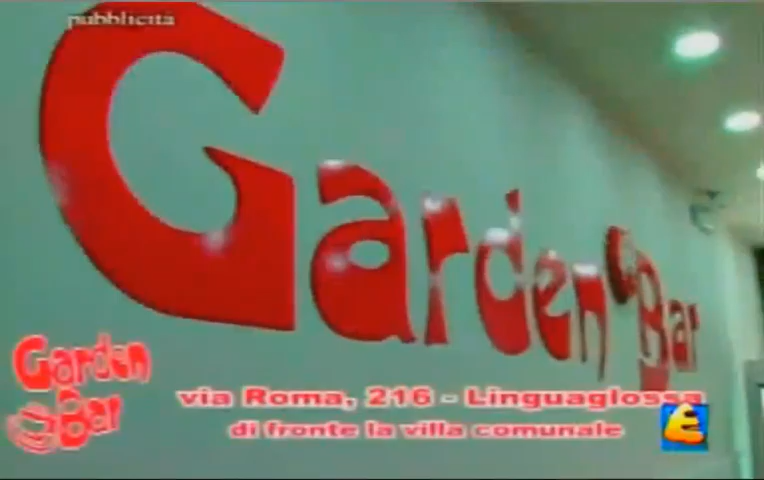 pubblicità
Garden Bar
Garden
Bar
via Roma, 216 - Linguaglossa
di fronte la villa comunale
E